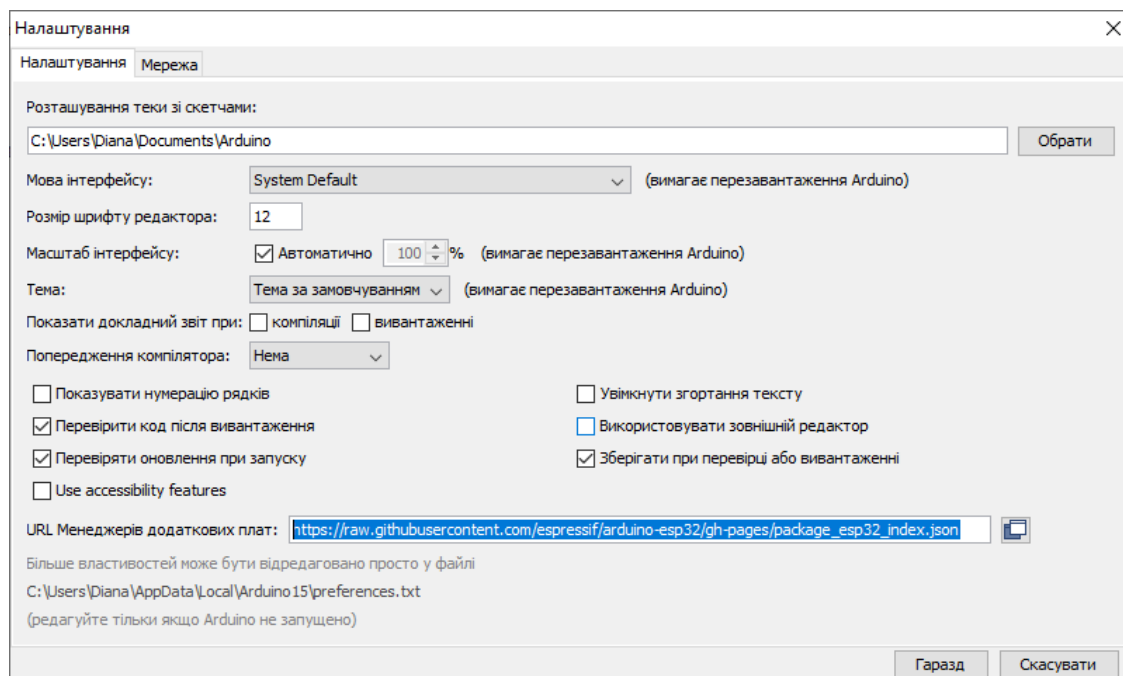 Налаштування
Налаштування Мережа
Розташування теки зі скетчами:
C:\Users\Diana\Documents\Arduino Обрати
Мова інтерфейсу: System Default (вимагає перезавантаження Arduino)
Розмір шрифту редактора: 12
Масштаб інтерфейсу: Автоматично 100 % (вимагає перезавантаження Arduino)
Тема: Тема за замовчуванням (вимагає перезавантаження Arduino)
Показати докладний звіт при: компіляції вивантаженні
Попередження компілятора: Нема
Показувати нумерацію рядків Увімкнути згортання тексту
Перевірити код після вивантаження Використовувати зовнішній редактор
Перевіряти оновлення при запуску Зберігати при перевірці або вивантаженні
Use accessibility features
URL Менеджерів додаткових плат: https://raw.githubusercontent.com/espressif/arduino-esp32/gh-pages/package_esp32_index.json
Більше властивостей може бути відредаговано просто у файлі
C:\Users\Diana\AppData\Local\Arduino15\preferences.txt
(редагуйте тільки якщо Arduino не запущено)
Гаразд Скасувати